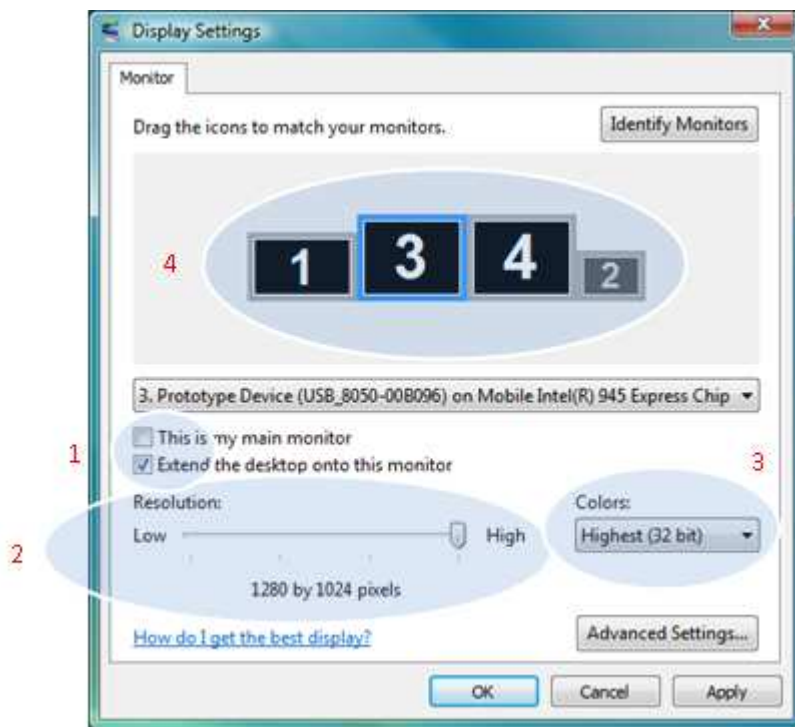 Display Settings
Monitor
Drag the icons to match your monitors.
Identify Monitors
4
1
3
4
2
3. Prototype Device (USB_8050-00B096) on Mobile Intel(R) 945 Express Chip
1
This is my main monitor
Extend the desktop onto this monitor
3
Resolution:
Colors:
2
Low
High
Highest (32 bit)
1280 by 1024 pixels
How do I get the best display?
Advanced Settings...
OK
Cancel
Apply